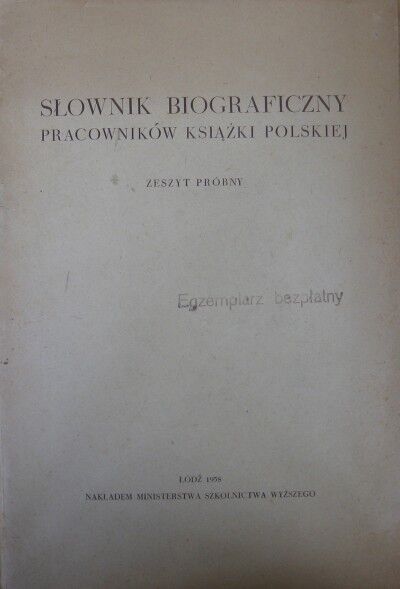 SŁOWNIK BIOGRAFICZNY
PRACOWNIKÓW KSIĄŻKI POLSKIEJ
ZESZYT PRÓBNY
Egzemplarz bezpłatny
ŁÓDŹ 1958
NAKŁADEM MINISTERSTWA SZKOLNICTWA WYŻSZEGO